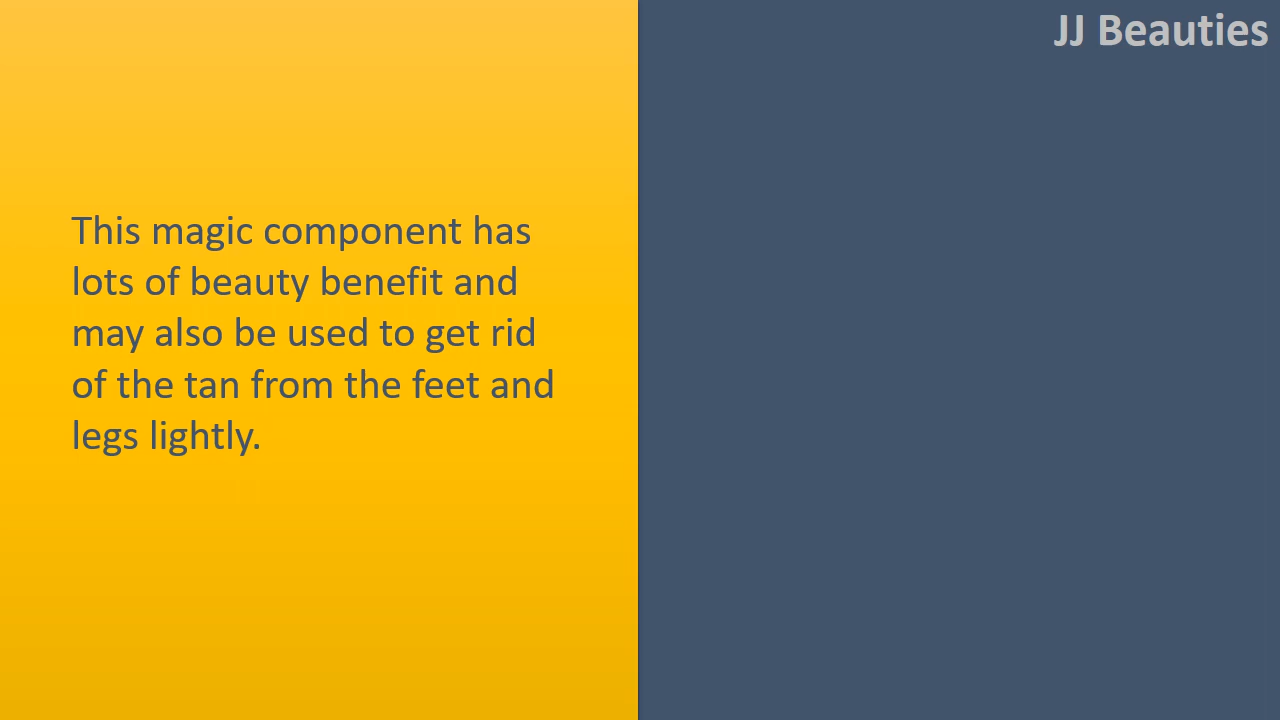 JJ Beauties
This magic component has
lots of beauty benefit and
may also be used to get rid
of the tan from the feet and
legs lightly.